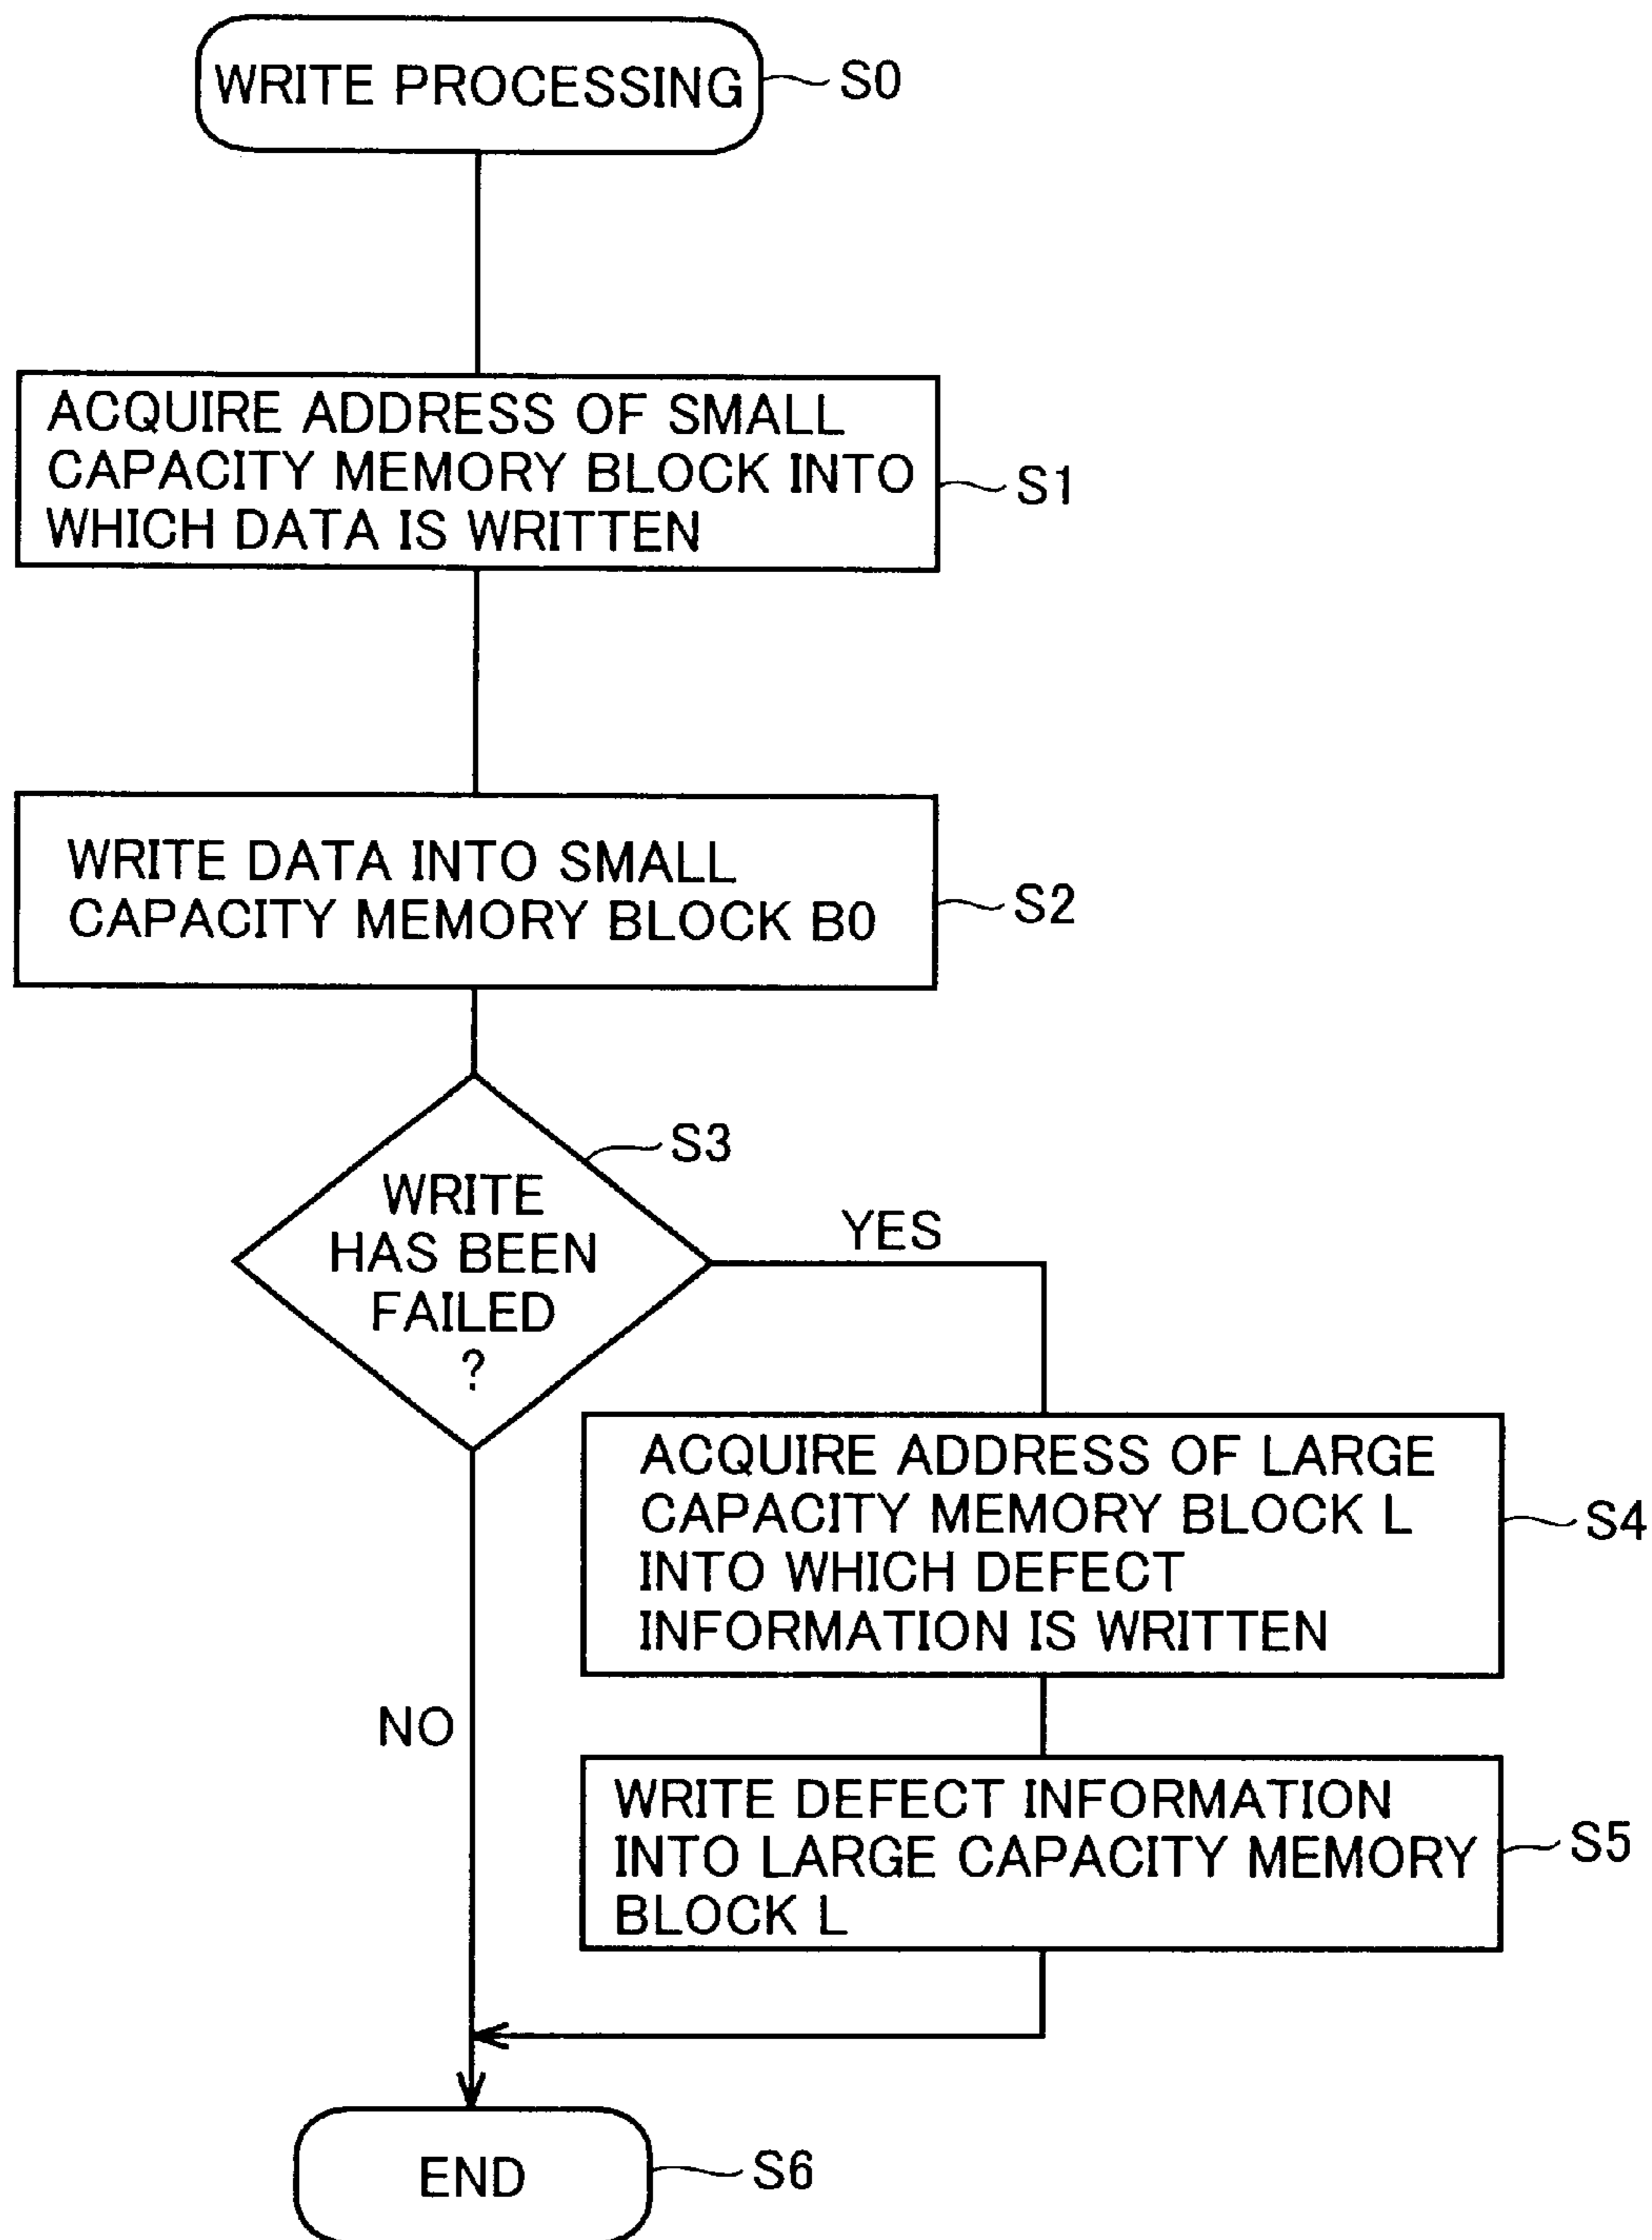 WRITE PROCESSING
S0
ACQUIRE ADDRESS OF SMALL
CAPACITY MEMORY BLOCK INTO
WHICH DATA IS WRITTEN
S1
WRITE DATA INTO SMALL
CAPACITY MEMORY BLOCK B0
S2
S3
WRITE
HAS BEEN
FAILED
?
YES
ACQUIRE ADDRESS OF LARGE
CAPACITY MEMORY BLOCK L
INTO WHICH DEFECT
INFORMATION IS WRITTEN
S4
NO
WRITE DEFECT INFORMATION
INTO LARGE CAPACITY MEMORY
BLOCK L
S5
END
S6